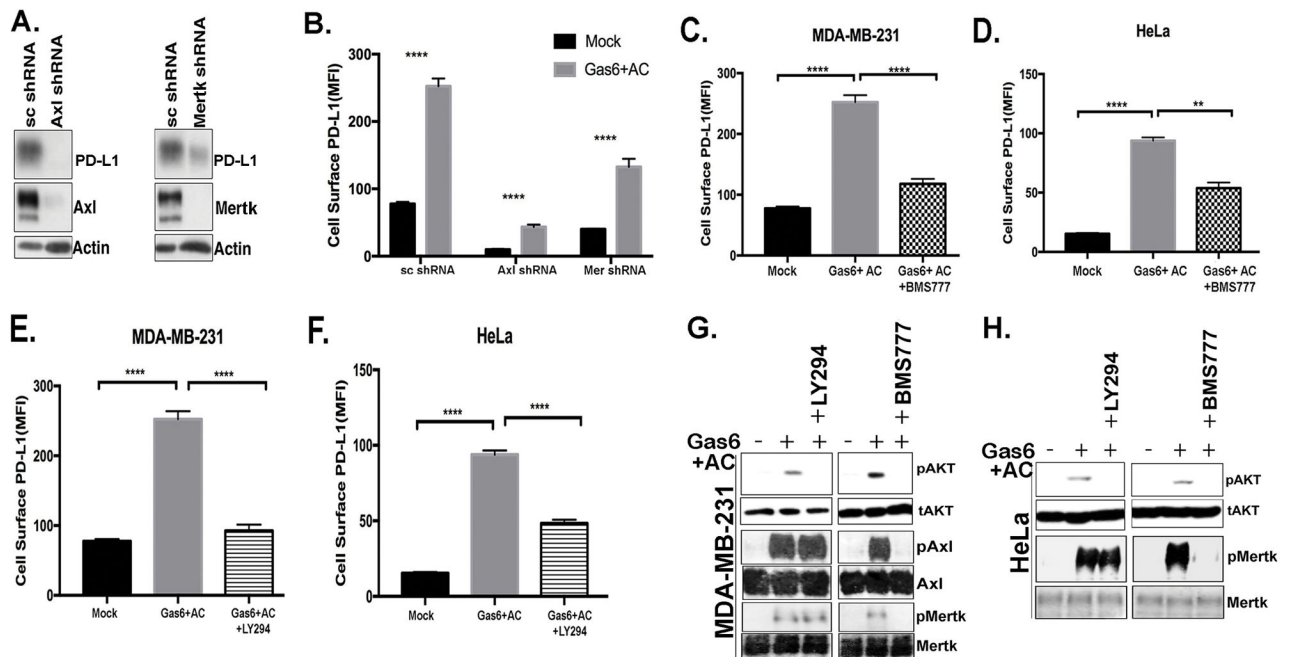 A.
sc shRNA
Axl shRNA
PD-L1
Axl
Actin
sc shRNA
Mertk shRNA
PD-L1
Mertk
Actin
B.
Mock
Gas6+AC
Cell Surface PD-L1(MFI)
300
200
100
0
****
****
****
sc shRNA
Axl shRNA
Mer shRNA
C.
MDA-MB-231
Cell Surface PD-L1(MFI)
300
200
100
0
****
****
Mock
Gas6+ AC
Gas6+ AC
+BMS777
D.
HeLa
Cell Surface PD-L1(MFI)
150
100
50
0
****
**
Mock
Gas6+ AC
Gas6+ AC
+BMS777
E.
MDA-MB-231
Cell Surface PD-L1(MFI)
300
200
100
0
****
****
Mock
Gas6+AC
Gas6+AC
+LY294
F.
HeLa
Cell Surface PD-L1(MFI)
150
100
50
0
****
****
Mock
Gas6+AC
Gas6+AC
+LY294
G.
+LY294
+BMS777
Gas6 - + + - + +
+AC
MDA-MB-231
pAKT
tAKT
pAxl
Axl
pMertk
Mertk
H.
+LY294
+BMS777
Gas6 - + + - + +
+AC
HeLa
pAKT
tAKT
pMertk
Mertk